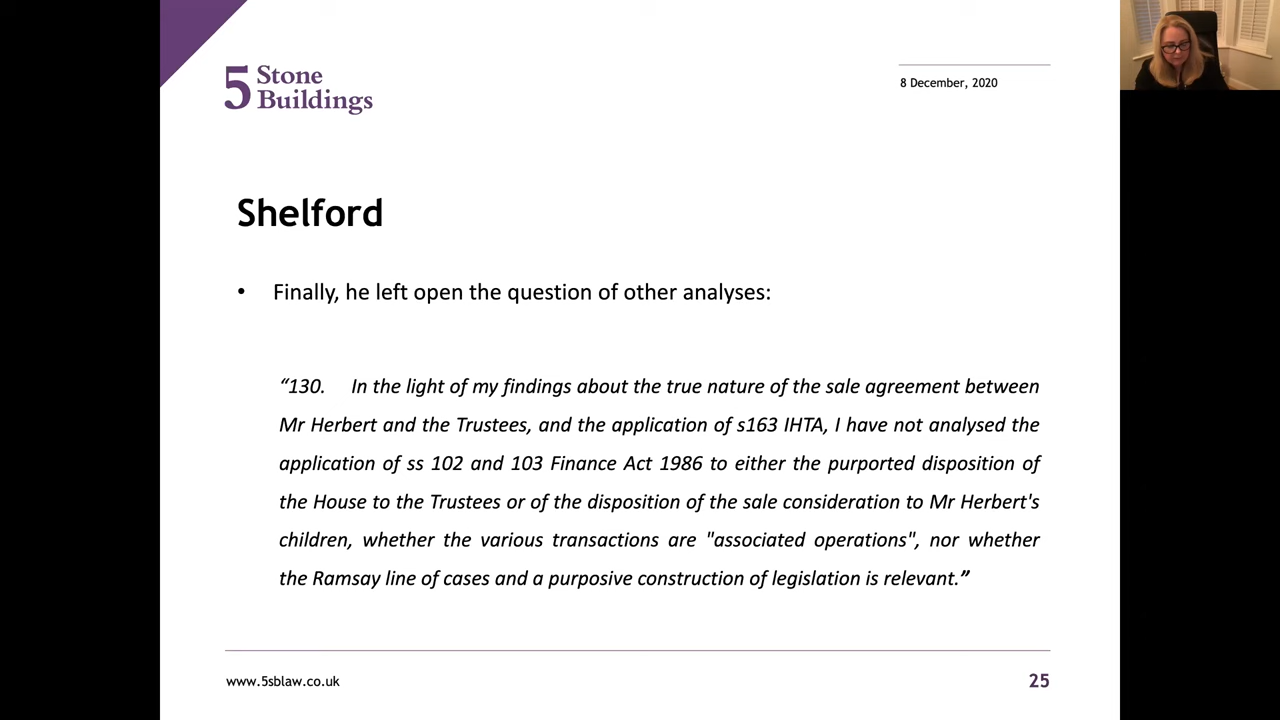 5 Stone
Buildings
8 December, 2020
Shelford
• Finally, he left open the question of other analyses:
“130. In the light of my findings about the true nature of the sale agreement between
Mr Herbert and the Trustees, and the application of s163 IHTA, I have not analysed the
application of ss 102 and 103 Finance Act 1986 to either the purported disposition of
the House to the Trustees or of the disposition of the sale consideration to Mr Herbert's
children, whether the various transactions are "associated operations", nor whether
the Ramsay line of cases and a purposive construction of legislation is relevant.”
www.5sblaw.co.uk
25